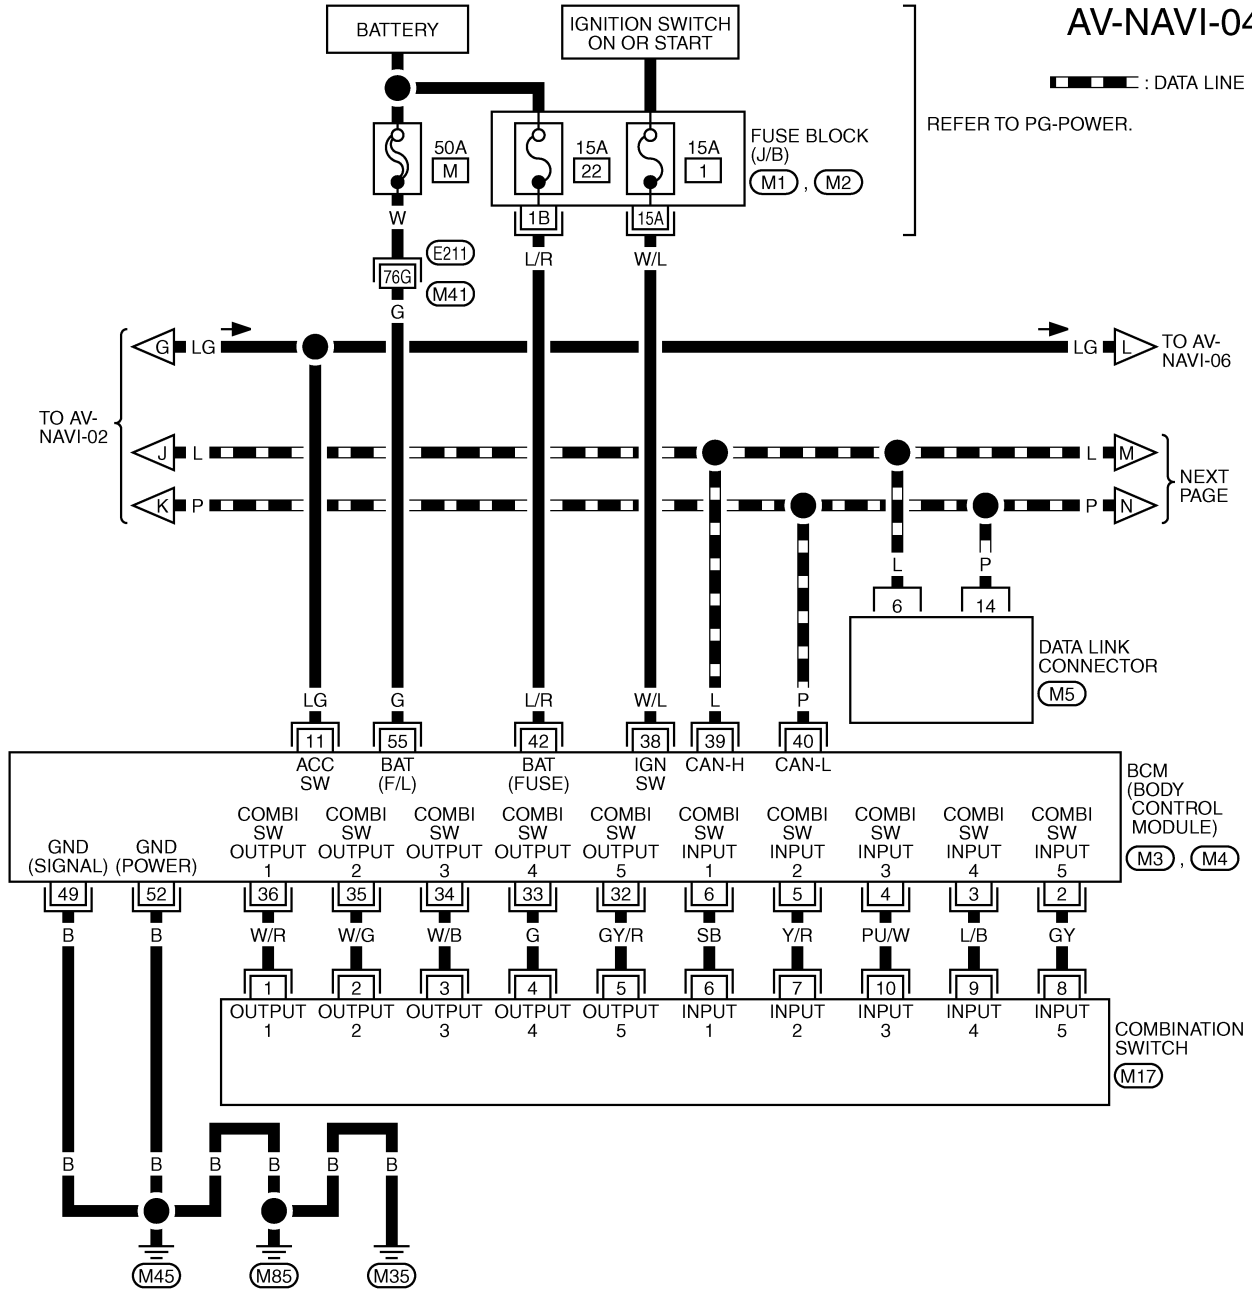 AV-NAVI-04
BATTERY
IGNITION SWITCH
ON OR START
: DATA LINE
REFER TO PG-POWER.
50A
M
15A
22
15A
1
FUSE BLOCK
(J/B)
M1 , M2
W
1B
15A
E211
L/R
W/L
76G
M41
G
G LG
LG L
TO AV-
NAVI-06
TO AV-
NAVI-02
J L
L M
K P
P N
NEXT
PAGE
L
P
6
14
DATA LINK
CONNECTOR
M5
LG
G
L/R
W/L
L
P
11
55
42
38
39
40
ACC
SW
BAT
(F/L)
BAT
(FUSE)
IGN
SW
CAN-H
CAN-L
BCM
(BODY
CONTROL
MODULE)
M3 , M4
GND
(SIGNAL)
GND
(POWER)
COMBI
SW
OUTPUT
1
COMBI
SW
OUTPUT
2
COMBI
SW
OUTPUT
3
COMBI
SW
OUTPUT
4
COMBI
SW
OUTPUT
5
COMBI
SW
INPUT
1
COMBI
SW
INPUT
2
COMBI
SW
INPUT
3
COMBI
SW
INPUT
4
COMBI
SW
INPUT
5
49
52
36
35
34
33
32
6
5
4
3
2
B
B
W/R
W/G
W/B
G
GY/R
SB
Y/R
PU/W
L/B
GY
1
2
3
4
5
6
7
10
9
8
OUTPUT
1
OUTPUT
2
OUTPUT
3
OUTPUT
4
OUTPUT
5
INPUT
1
INPUT
2
INPUT
3
INPUT
4
INPUT
5
COMBINATION
SWITCH
M17
B
B
B
B
B
B
M45
M85
M35